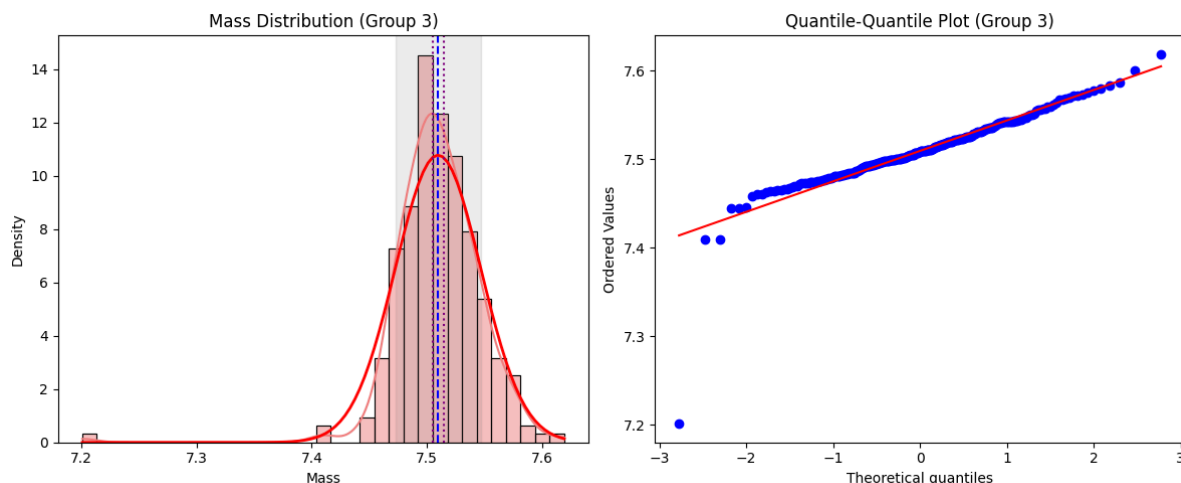 Mass Distribution (Group 3)
14
12
10
8
6
4
2
0
Density
7.2 7.3 7.4 7.5 7.6
Mass
Quantile-Quantile Plot (Group 3)
7.6
7.5
7.4
7.3
7.2
Ordered Values
−3 −2 −1 0 1 2 3
Theoretical quantiles